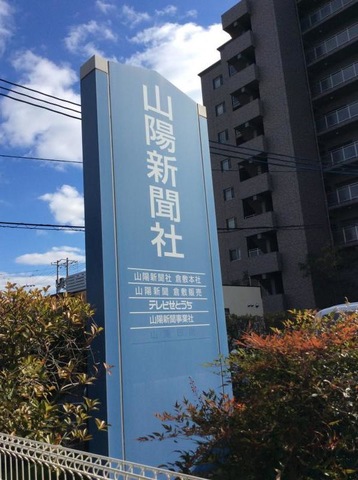 山陽新聞社
山陽新聞社 倉敷本社
山陽新聞 倉敷販売
テレビせとうち
山陽新聞事業社